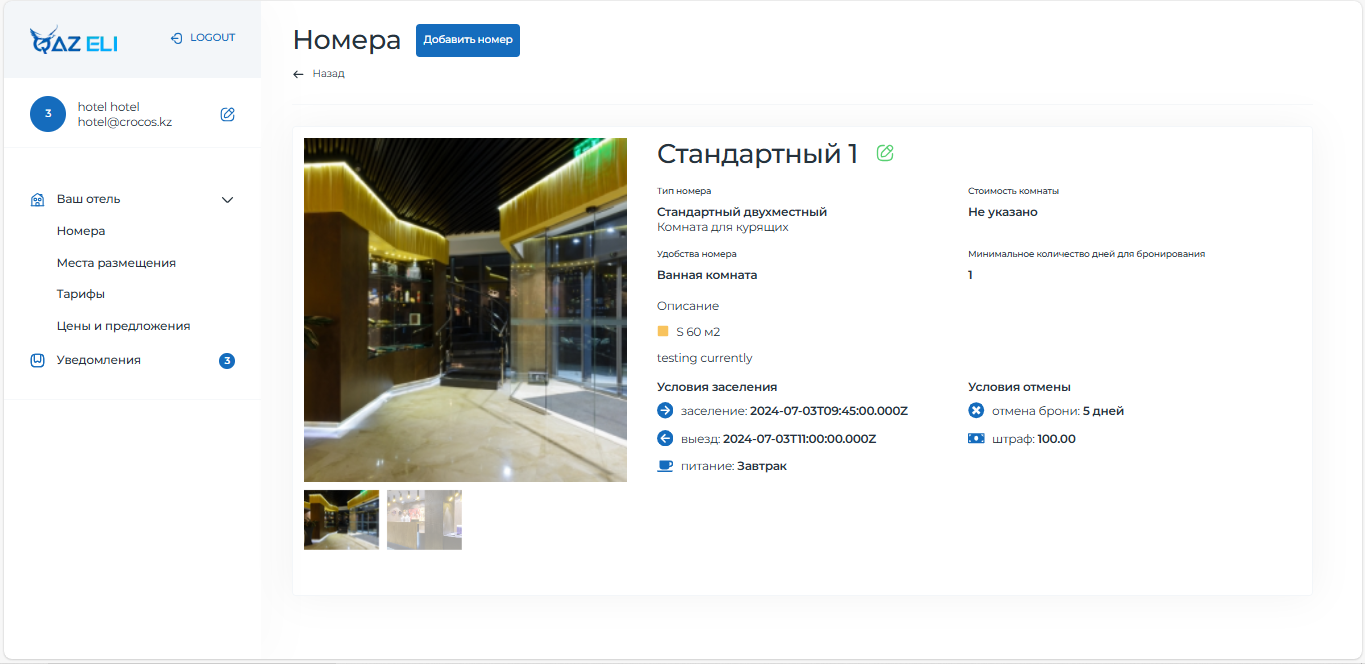 QAZ ELI
LOGOUT
3
hotel hotel
hotel@crocos.kz
Ваш отель
Номера
Места размещения
Тарифы
Цены и предложения
Уведомления
3
Номера
Добавить номер
Назад
Стандартный 1
Тип номера
Стандартный двухместный
Комната для курящих
Стоимость комнаты
Не указано
Удобства номера
Ванная комната
Минимальное количество дней для бронирования
1
Описание
S 60 м2
testing currently
Условия заселения
заселение: 2024-07-03T09:45:00.000Z
выезд: 2024-07-03T11:00:00.000Z
питание: Завтрак
Условия отмены
отмена брони: 5 дней
штраф: 100.00